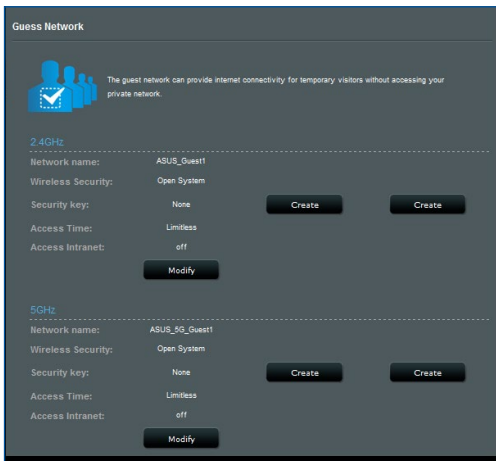 Guess Network
The guest network can provide internet connectivity for temporary visitors without accessing your
private network.
2.4GHz
Network name: ASUS_Guest1
Wireless Security: Open System
Security key: None Create Create
Access Time: Limitless
Access Intranet: off
Modify
5GHz
Network name: ASUS_5G_Guest1
Wireless Security: Open System
Security key: None Create Create
Access Time: Limitless
Access Intranet: off
Modify